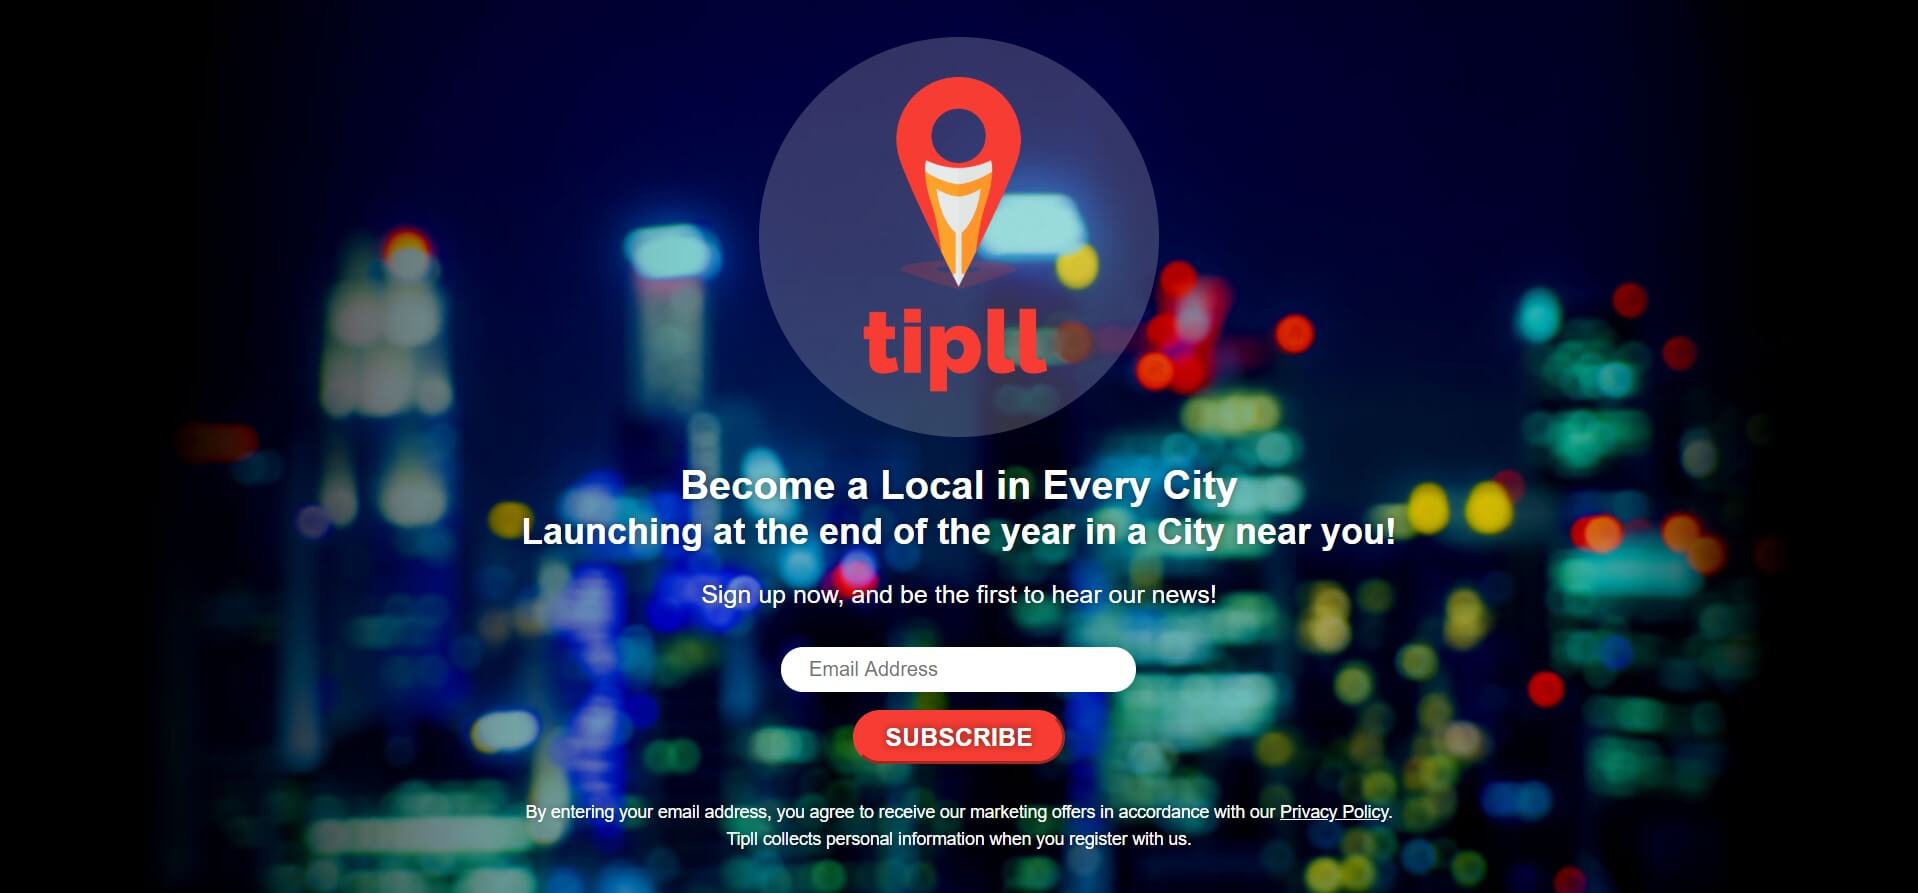 tipll
Become a Local in Every City
Launching at the end of the year in a City near you!
Sign up now, and be the first to hear our news!
Email Address
SUBSCRIBE
By entering your email address, you agree to receive our marketing offers in accordance with our Privacy Policy.
Tipll collects personal information when you register with us.